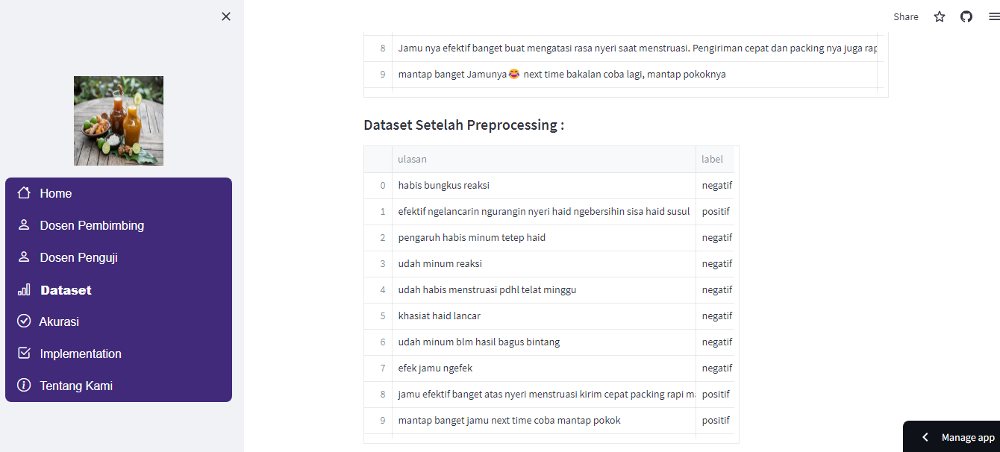 Share
8 Jamu nya efektif banget buat mengatasi rasa nyeri saat menstruasi. Pengiriman cepat dan packing nya juga rap
9 mantap banget Jamunya😂 next time bakalan coba lagi, mantap pokoknya
Home
Dosen Pembimbing
Dosen Penguji
Dataset
Akurasi
Implementation
Tentang Kami
Dataset Setelah Preprocessing :
ulasan label
0 habis bungkus reaksi negatif
1 efektif ngelancarin ngurangin nyeri haid ngebersihin sisa haid susul positif
2 pengaruh habis minum tetep haid negatif
3 udah minum reaksi negatif
4 udah habis menstruasi pdhl telat minggu negatif
5 khasiat haid lancar negatif
6 udah minum blm hasil bagus bintang negatif
7 efek jamu ngefek negatif
8 jamu efektif banget atas nyeri menstruasi kirim cepat packing rapi ma positif
9 mantap banget jamu next time coba mantap pokok positif
Manage app